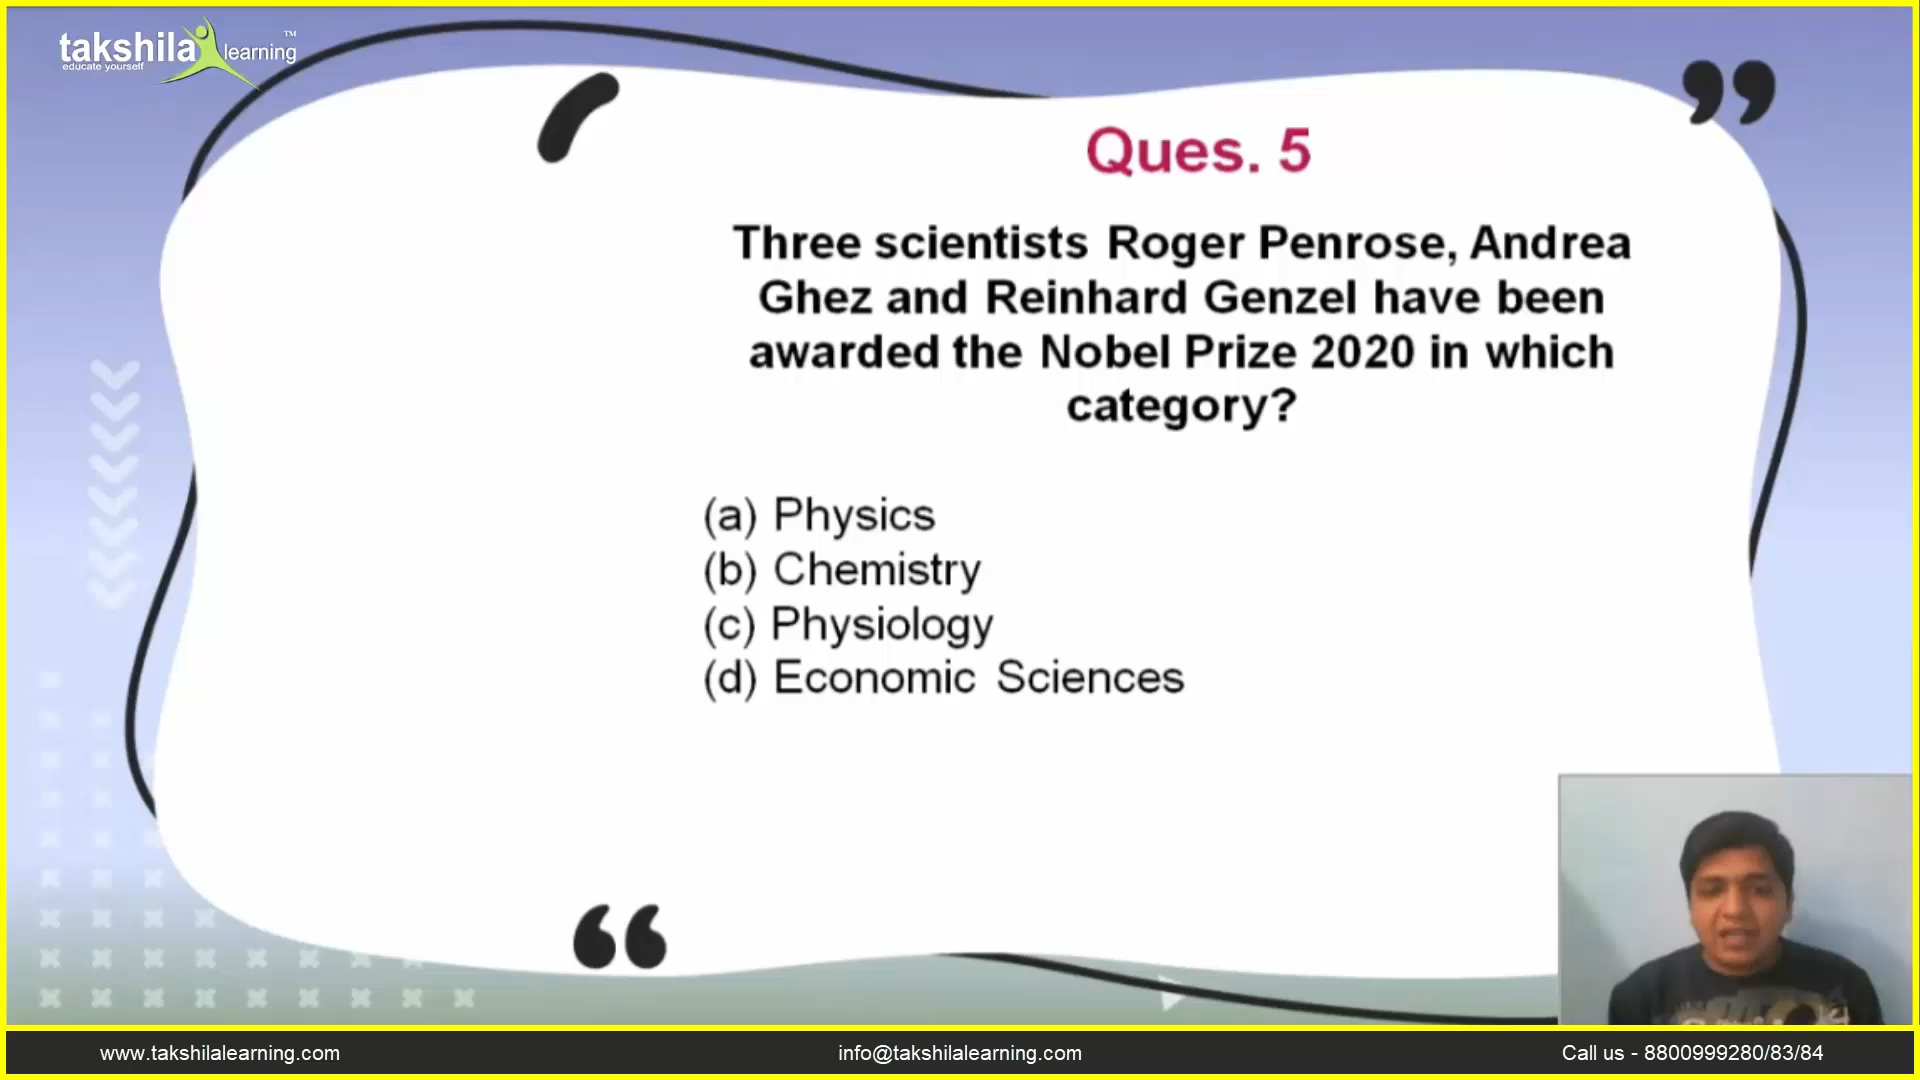 takshila learning TM
educate yourself
Ques. 5
Three scientists Roger Penrose, Andrea
Ghez and Reinhard Genzel have been
awarded the Nobel Prize 2020 in which
category?
(a) Physics
(b) Chemistry
(c) Physiology
(d) Economic Sciences
www.takshilalearning.com
info@takshilalearning.com
Call us - 8800999280/83/84